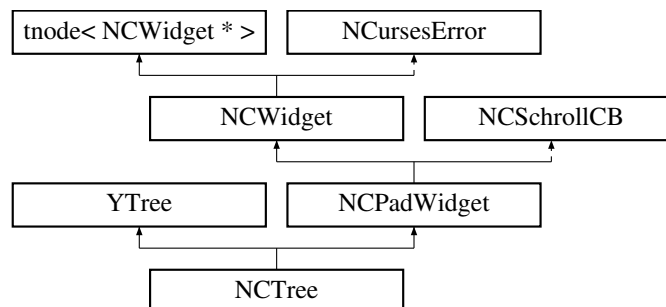 tnode< NCWidget * >
NCursesError
NCWidget
NCSchrollCB
YTree
NCPadWidget
NCTree